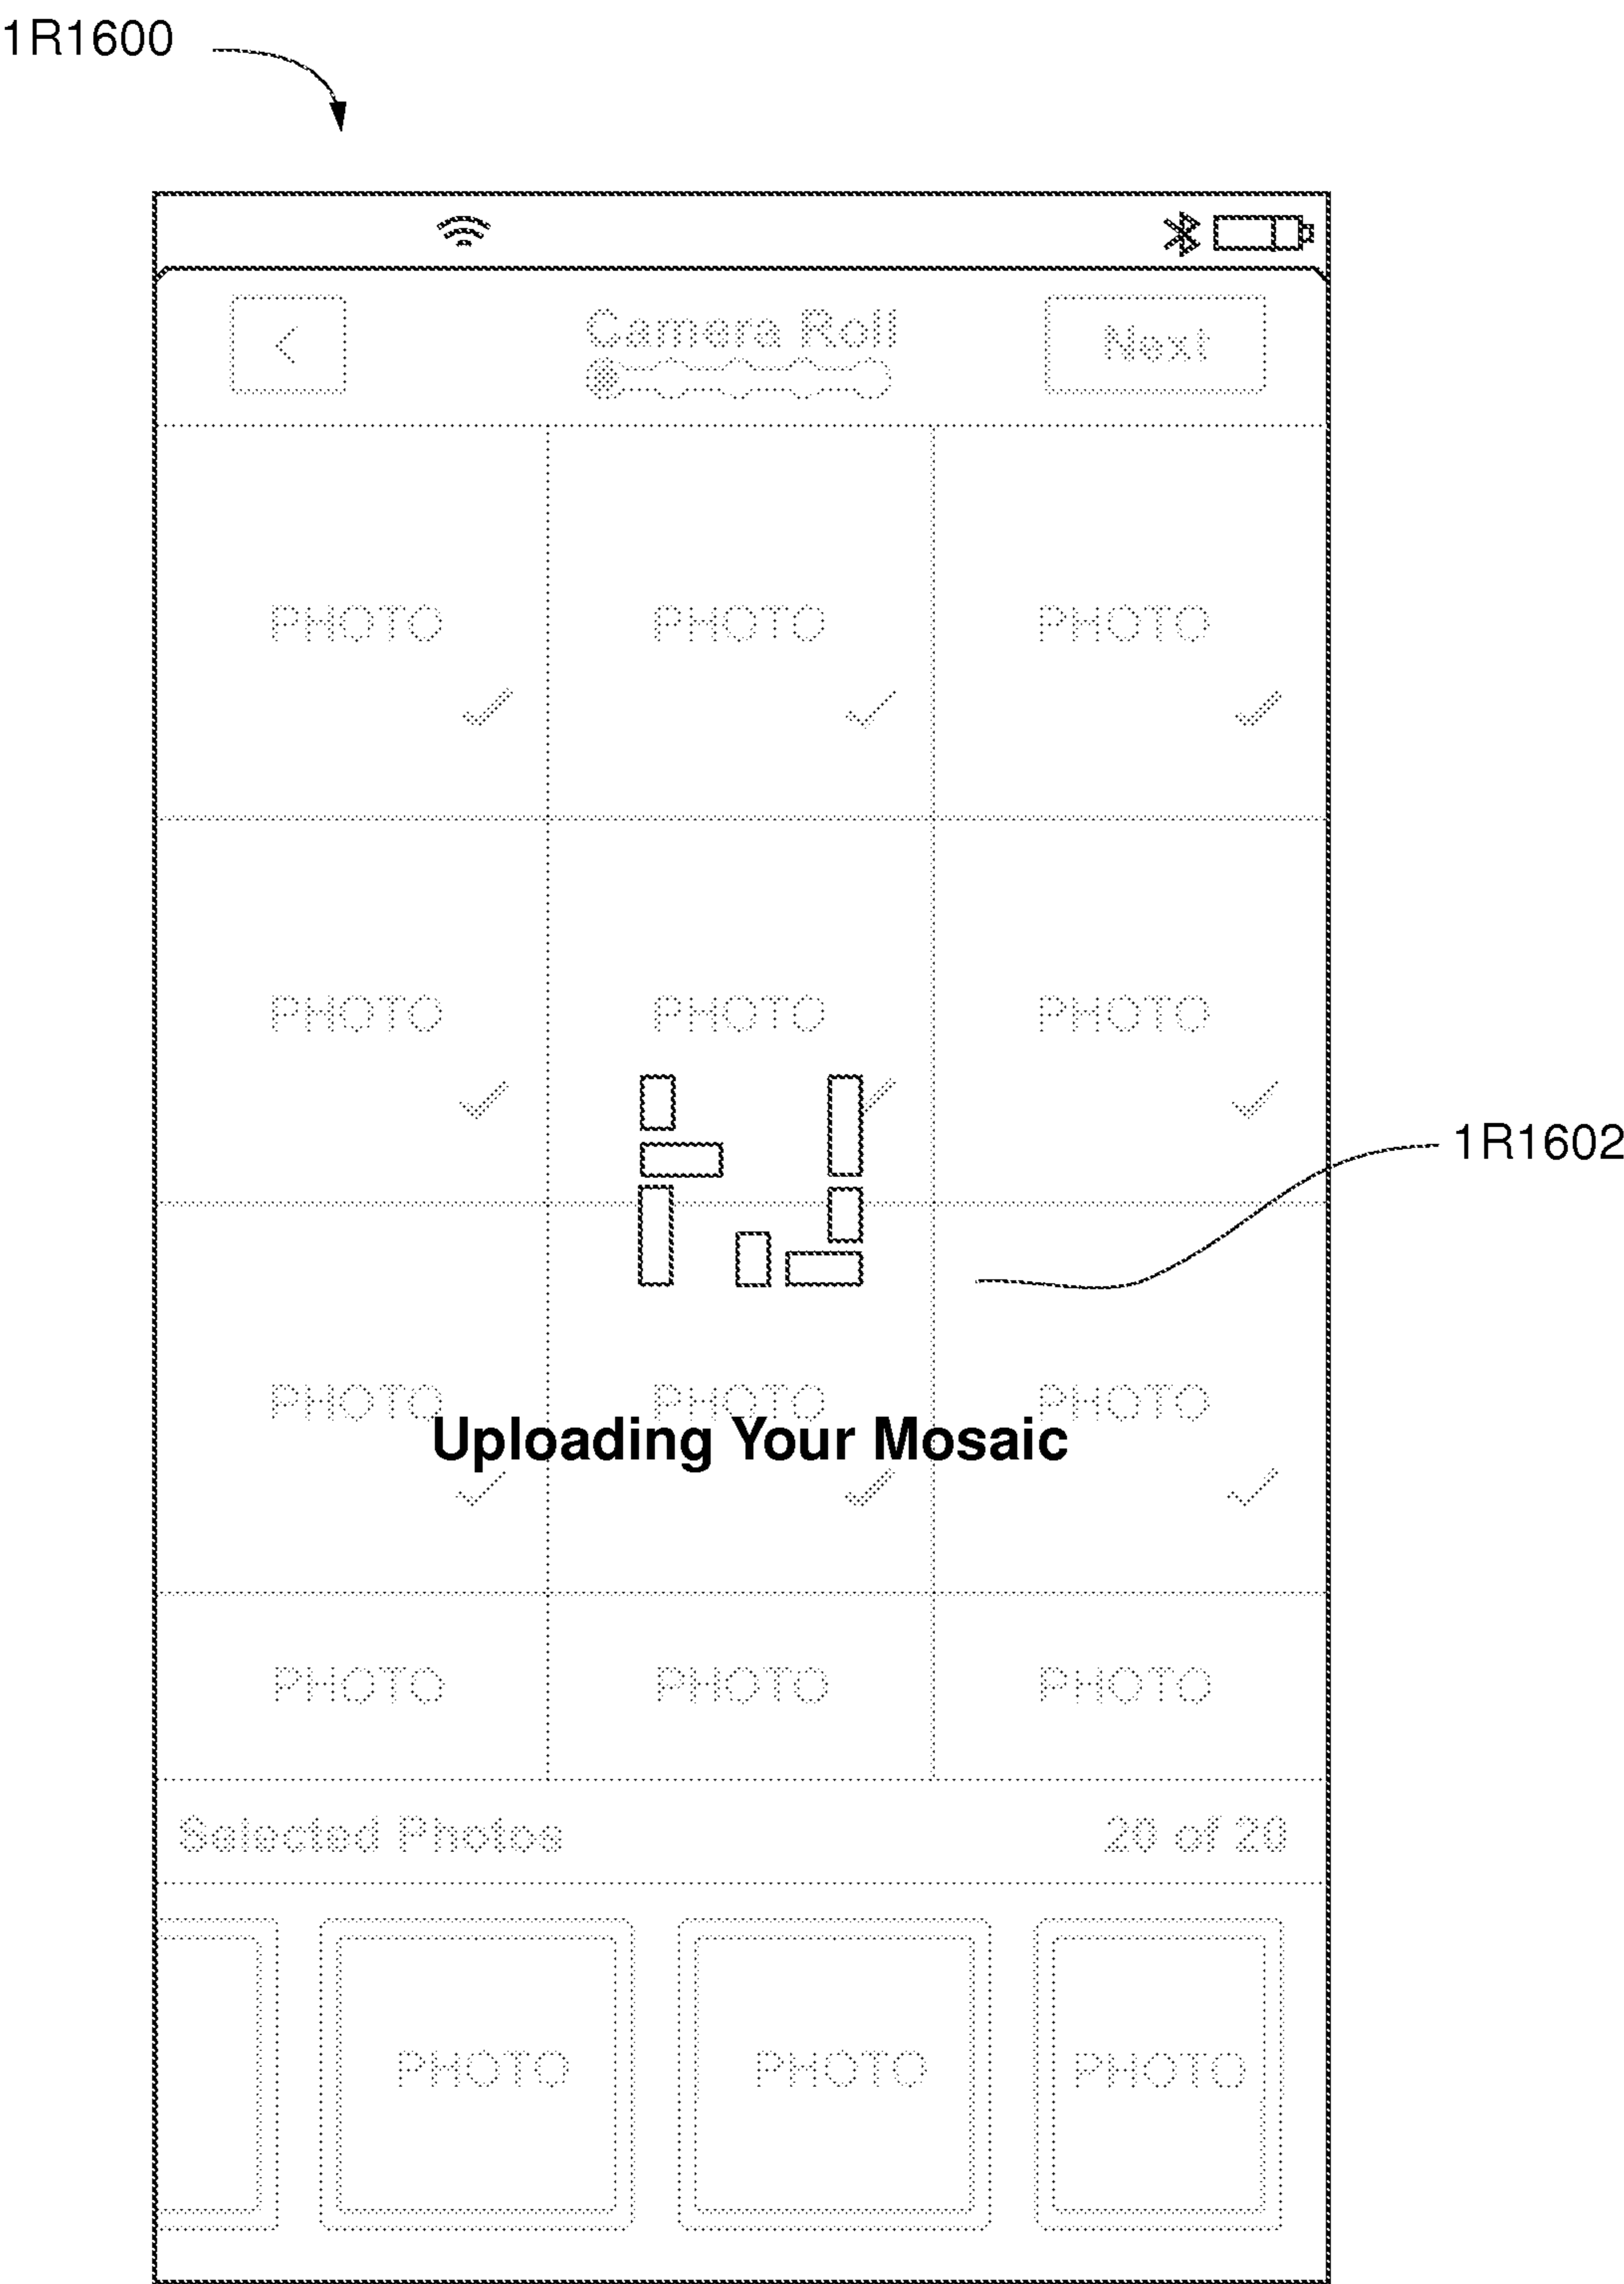 1R1600
<
Camera Roll
Next
PHOTO PHOTO PHOTO
PHOTO PHOTO PHOTO
1R1602
PHOTO PHOTO PHOTO
Uploading Your Mosaic
PHOTO PHOTO PHOTO
Selected Photos 20 of 20
PHOTO PHOTO PHOTO